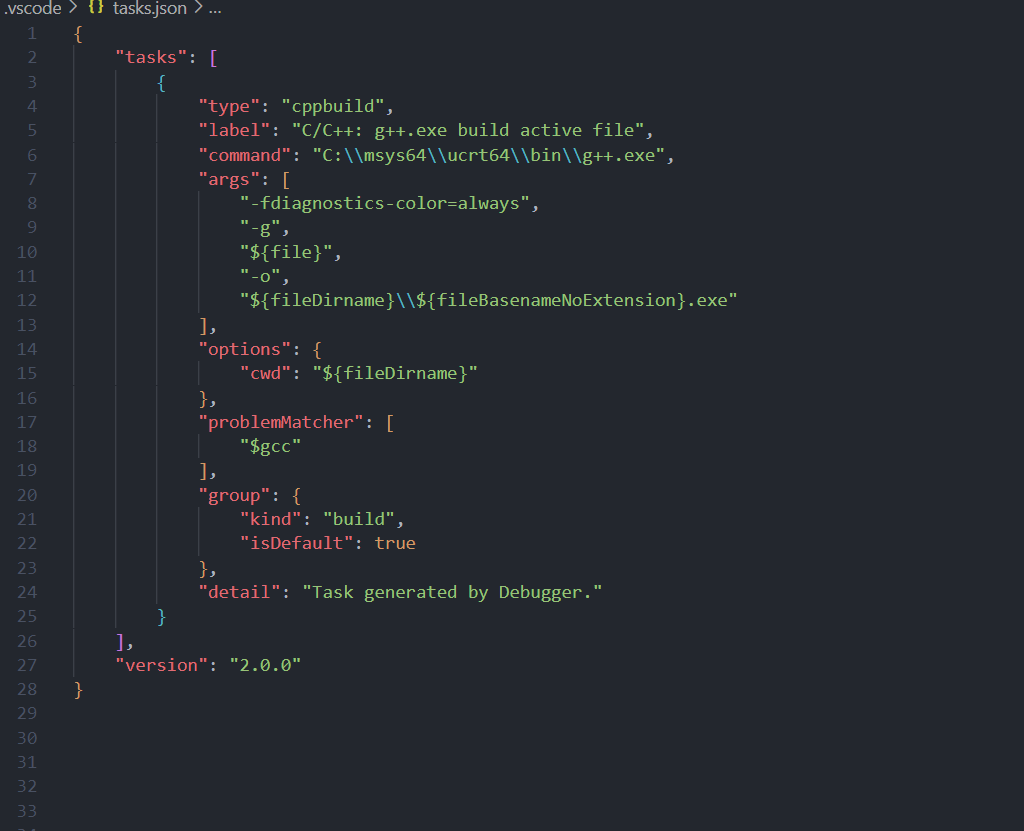 .vscode > {} tasks.json > ...
1 {
2     "tasks": [
3         {
4             "type": "cppbuild",
5             "label": "C/C++: g++.exe build active file",
6             "command": "C:\\msys64\\ucrt64\\bin\\g++.exe",
7             "args": [
8                 "-fdiagnostics-color=always",
9                 "-g",
10                 "${file}",
11                 "-o",
12                 "${fileDirname}\\${fileBasenameNoExtension}.exe"
13             ],
14             "options": {
15                 "cwd": "${fileDirname}"
16             },
17             "problemMatcher": [
18                 "$gcc"
19             ],
20             "group": {
21                 "kind": "build",
22                 "isDefault": true
23             },
24             "detail": "Task generated by Debugger."
25         }
26     ],
27     "version": "2.0.0"
28 }
29
30
31
32
33